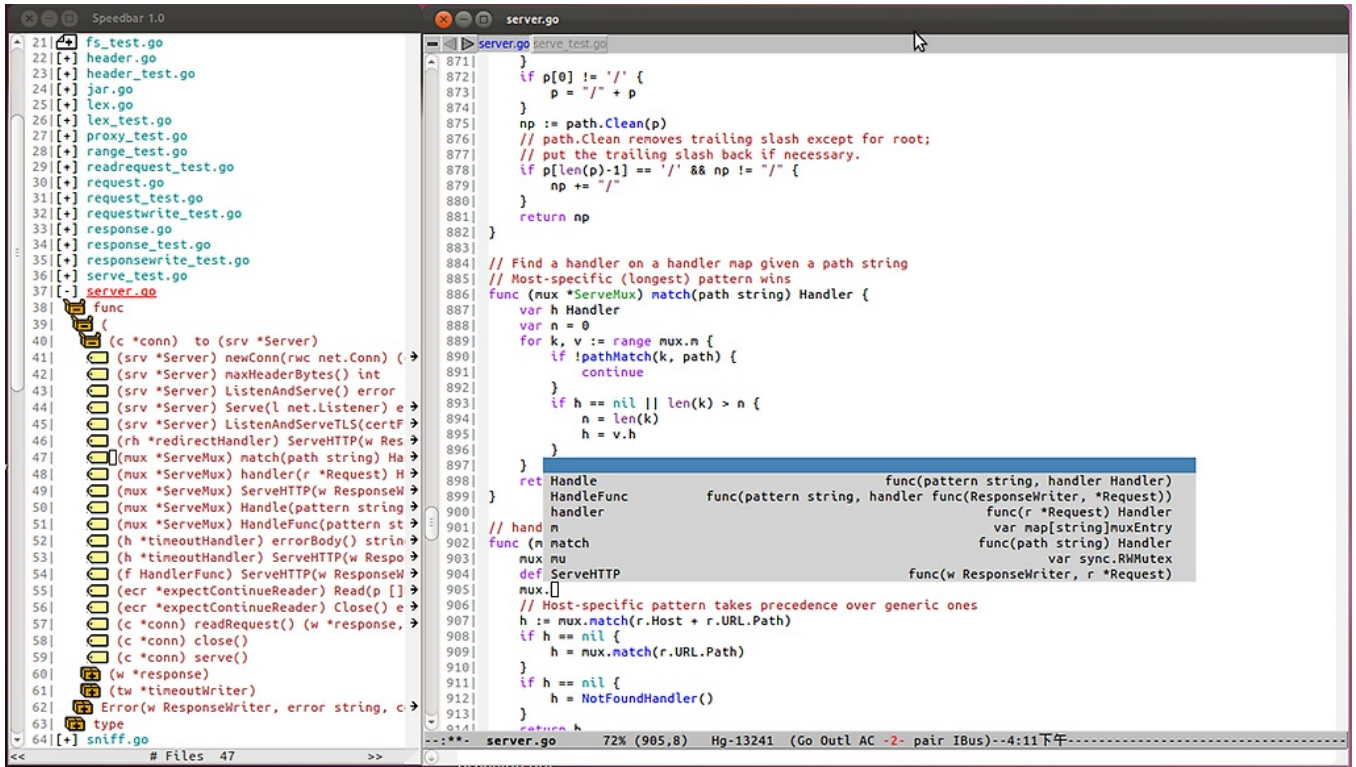 Speedbar 1.0
21|[+] fs_test.go
22|[+] header.go
23|[+] header_test.go
24|[+] jar.go
25|[+] lex.go
26|[+] lex_test.go
27|[+] proxy_test.go
28|[+] range_test.go
29|[+] readrequest_test.go
30|[+] request.go
31|[+] request_test.go
32|[+] requestwrite_test.go
33|[+] response.go
34|[+] response_test.go
35|[+] responsewrite_test.go
36|[+] serve_test.go
37|[-] server.go
38| func
39| (
40| (c *conn) to (srv *Server)
41| (srv *Server) newConn(rwc net.Conn) (
42| (srv *Server) maxHeaderBytes() int
43| (srv *Server) ListenAndServe() error
44| (srv *Server) Serve(l net.Listener) e
45| (srv *Server) ListenAndServeTLS(certF
46| (rh *redirectHandler) ServeHTTP(w Res
47| (mux *ServeMux) match(path string) Ha
48| (mux *ServeMux) handler(r *Request) H
49| (mux *ServeMux) ServeHTTP(w ResponseW
50| (mux *ServeMux) Handle(pattern string
51| (mux *ServeMux) HandleFunc(pattern st
52| (h *timeoutHandler) errorBody() strin
53| (h *timeoutHandler) ServeHTTP(w Respo
54| (f HandlerFunc) ServeHTTP(w ResponseW
55| (ecr *expectContinueReader) Read(p []
56| (ecr *expectContinueReader) Close() e
57| (c *conn) readRequest() (w *response,
58| (c *conn) close()
59| (c *conn) serve()
60| (w *response)
61| (tw *timeoutWriter)
62| Error(w ResponseWriter, error string, c
63| type
64|[+] sniff.go
<< # Files 47 >>
server.go
server.go serve_test.go
871| }
872| if p[0] != '/' {
873| p = "/" + p
874| }
875| np := path.Clean(p)
876| // path.Clean removes trailing slash except for root;
877| // put the trailing slash back if necessary.
878| if p[len(p)-1] == '/' && np != "/" {
879| np += "/"
880| }
881| return np
882| }
883|
884| // Find a handler on a handler map given a path string
885| // Most-specific (longest) pattern wins
886| func (mux *ServeMux) match(path string) Handler {
887| var h Handler
888| var n = 0
889| for k, v := range mux.m {
890| if !pathMatch(k, path) {
891| continue
892| }
893| if h == nil || len(k) > n {
894| n = len(k)
895| h = v.h
896| }
897| }
898| ret Handle func(pattern string, handler Handler)
899| } HandleFunc func(pattern string, handler func(ResponseWriter, *Request))
900| handler func(r *Request) Handler
901| // hand m var map[string]muxEntry
902| func (m match func(path string) Handler
903| mux mu var sync.RWMutex
904| def ServeHTTP func(w ResponseWriter, r *Request)
905| mux.
906| // Host-specific pattern takes precedence over generic ones
907| h := mux.match(r.Host + r.URL.Path)
908| if h == nil {
909| h = mux.match(r.URL.Path)
910| }
911| if h == nil {
912| h = NotFoundHandler()
913| }
914| return h
--:**- server.go 72% (905,8) Hg-13241 (Go Outl AC -2- pair IBus)--4:11下午-----------------------------------